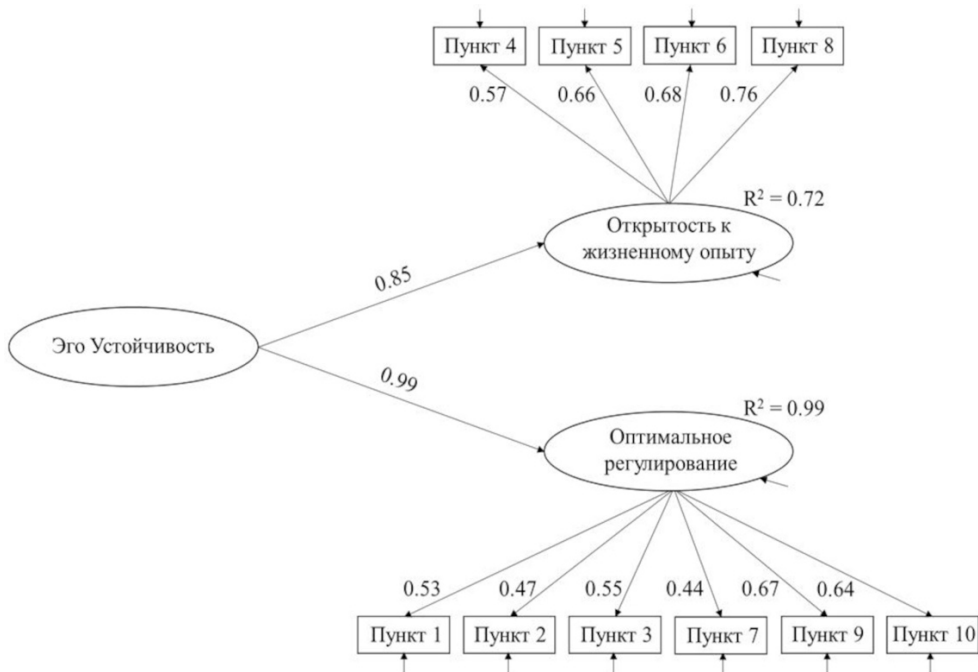 Пункт 4 Пункт 5 Пункт 6 Пункт 8
0.57 0.66 0.68 0.76
R² = 0.72
Открытость к
жизненному опыту
0.85
Эго Устойчивость
0.99
R² = 0.99
Оптимальное
регулирование
0.53 0.47 0.55 0.44 0.67 0.64
Пункт 1 Пункт 2 Пункт 3 Пункт 7 Пункт 9 Пункт 10